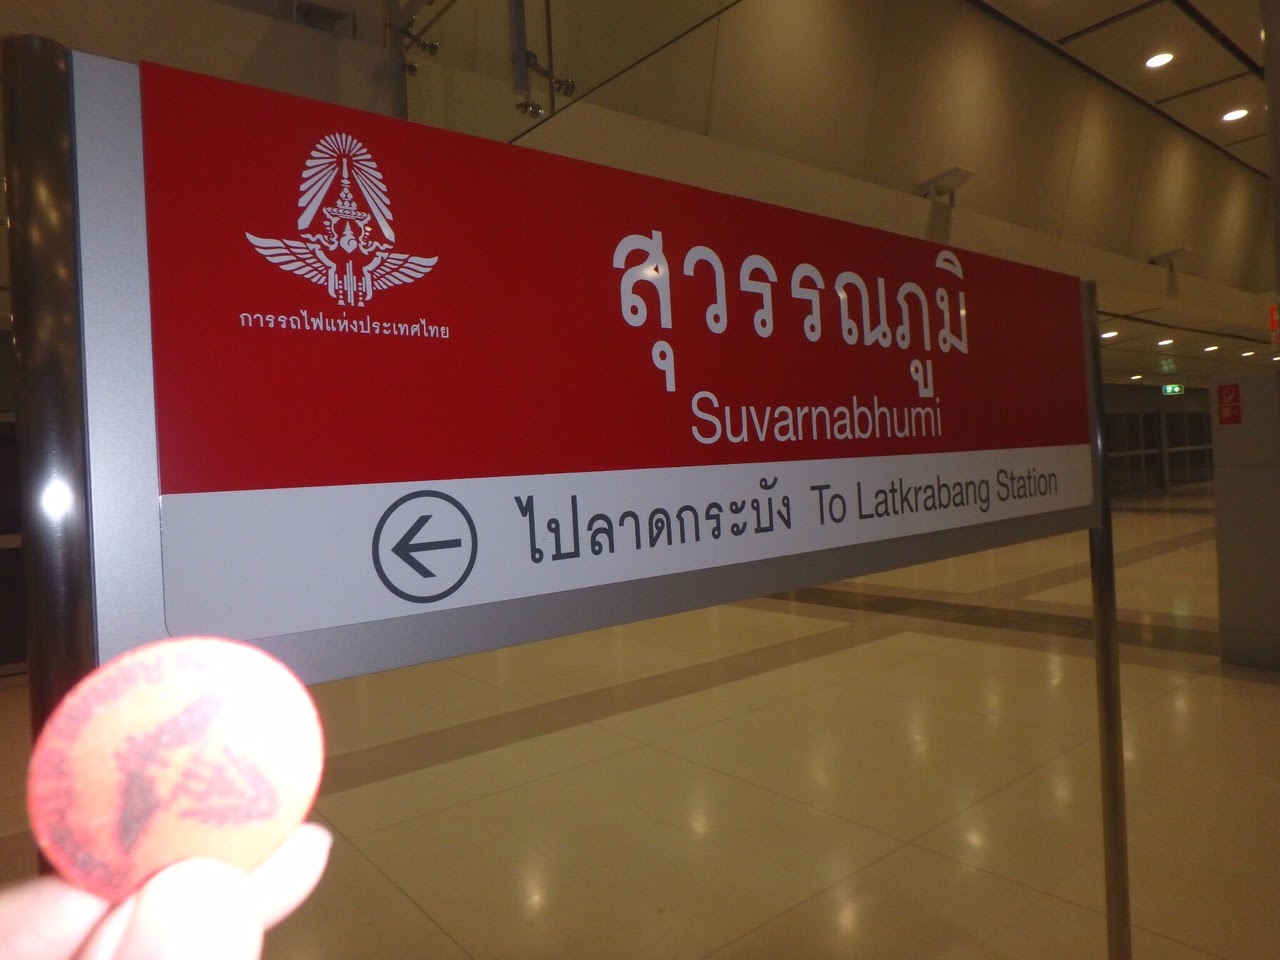 การรถไฟแห่งประเทศไทย
สุวรรณภูมิ
Suvarnabhumi
ไปลาดกระบัง To Latkrabang Station